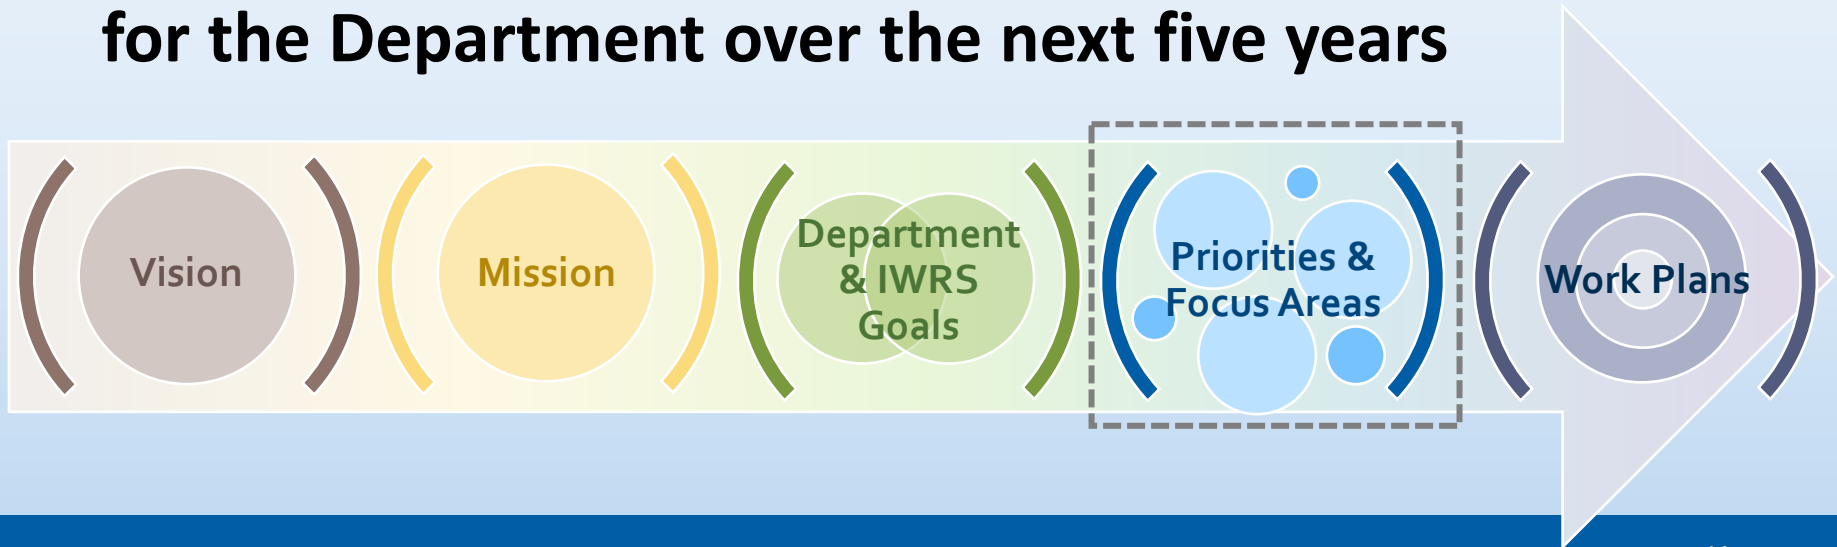 for the Department over the next five years
Vision
Mission
Department
& IWRS
Goals
Priorities &
Focus Areas
Work Plans